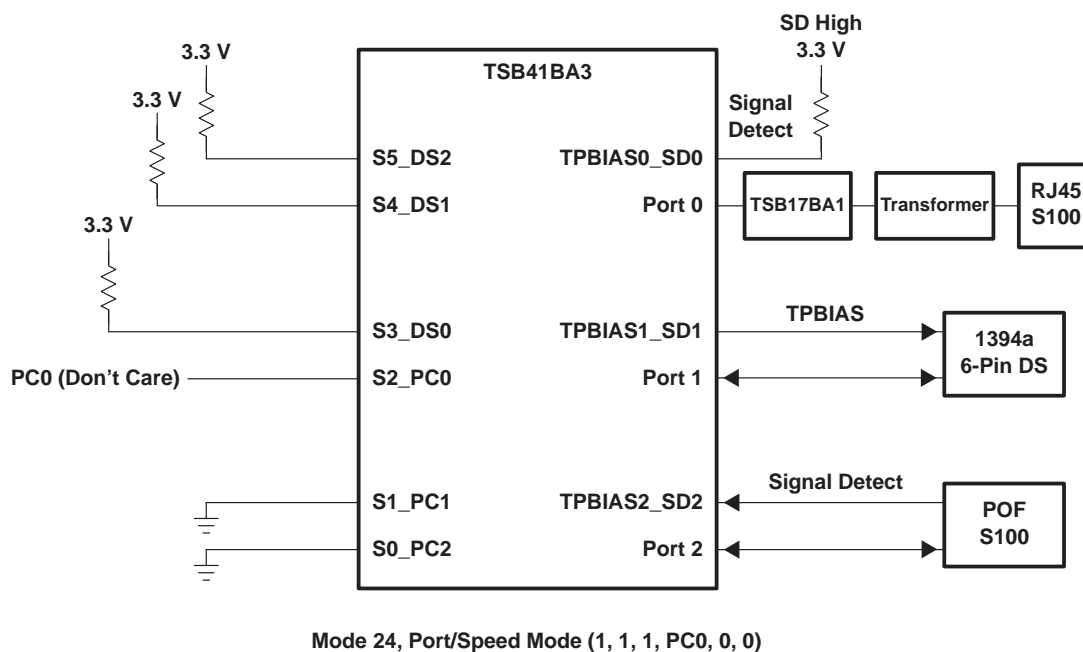 SD High
3.3 V
3.3 V
TSB41BA3
3.3 V
Signal
Detect
S5_DS2
TPBIAS0_SD0
S4_DS1
Port 0
TSB17BA1
Transformer
RJ45
S100
3.3 V
TPBIAS
S3_DS0
TPBIAS1_SD1
1394a
6-Pin DS
PC0 (Don't Care)
S2_PC0
Port 1
Signal Detect
S1_PC1
TPBIAS2_SD2
POF
S100
S0_PC2
Port 2
Mode 24, Port/Speed Mode (1, 1, 1, PC0, 0, 0)